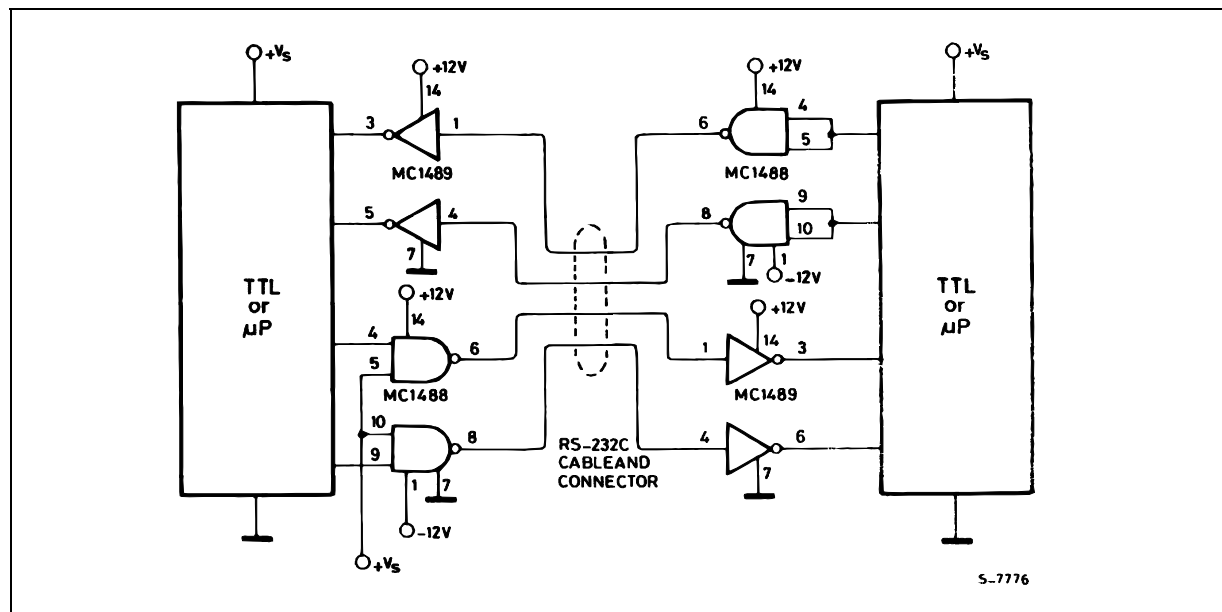 +Vs
+12V
14
3
1
MC1489
5
4
7
+12V
14
4
5
6
MC1488
10
9
8
1
7
-12V
+Vs
TTL
or
µP
RS-232C
CABLEAND
CONNECTOR
+12V
14
6
4
5
MC1488
8
9
10
7
1
-12V
+12V
14
1
3
MC1489
4
6
7
+Vs
TTL
or
µP
S-7776